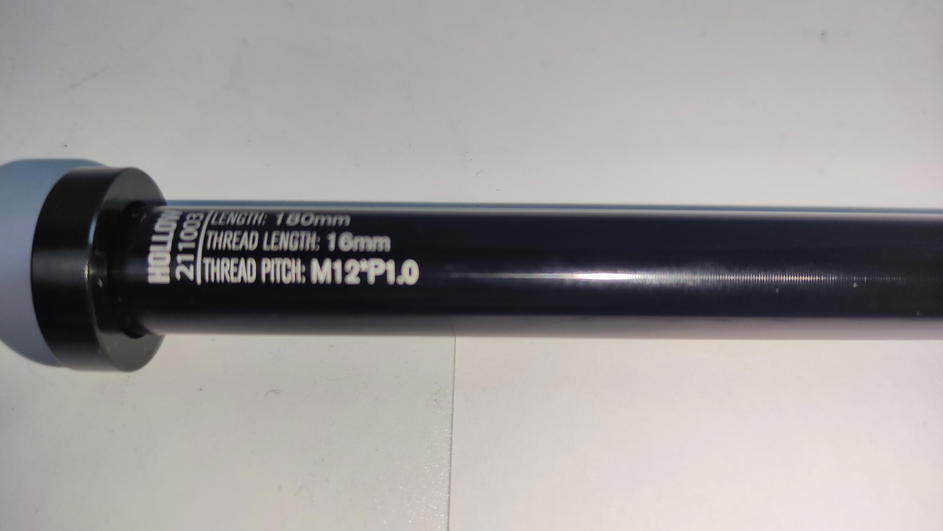 HOLLOW
211003
LENGTH: 180mm
THREAD LENGTH: 16mm
THREAD PITCH: M12*P1.0